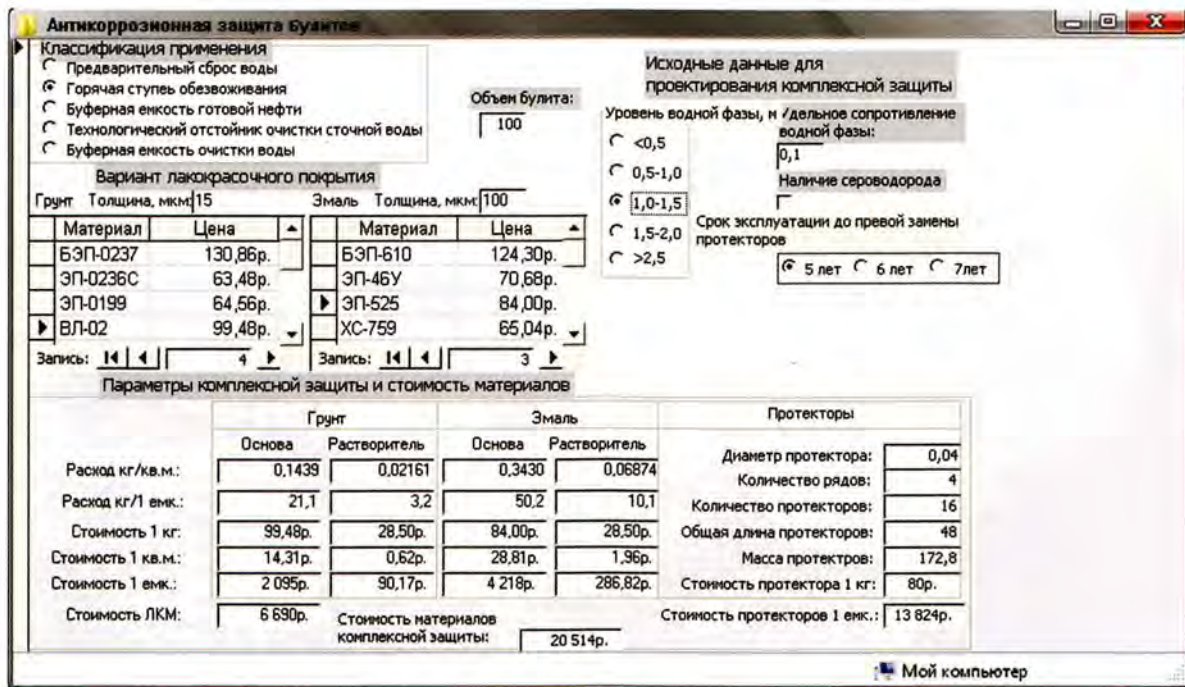 Антикоррозионная защита булитов
Классификация применения
Предварительный сброс воды
Горячая ступеь обезвоживания
Буферная емкость готовой нефти
Технологический отстойник очистки сточной воды
Буферная емкость очистки воды
Объем булита:
100
Исходные данные для
проектирования комплексной защиты
Уровень водной фазы, м
<0,5
0,5-1,0
1,0-1,5
1,5-2,0
>2,5
/дельное сопротивление
водной фазы:
0,1
Наличие сероводорода
Срок эксплуатации до превой замены
протекторов
5 лет 6 лет 7лет
Вариант лакокрасочного покрытия
Грунт Толщина, мкм: 15
Материал Цена
БЭП-0237 130,86р.
ЭП-0236С 63,48р.
ЭП-0199 64,56р.
ВЛ-02 99,48р.
Запись: 4
Эмаль Толщина, мкм: 100
Материал Цена
БЭП-610 124,30р.
ЭП-46У 70,68р.
ЭП-525 84,00р.
ХС-759 65,04р.
Запись: 3
Параметры комплексной защиты и стоимость материалов
Грунт Эмаль
Основа Растворитель Основа Растворитель
Расход кг/кв.м.: 0,1439 0,02161 0,3430 0,06874
Расход кг/1 емк.: 21,1 3,2 50,2 10,1
Стоимость 1 кг: 99,48р. 28,50р. 84,00р. 28,50р.
Стоимость 1 кв.м.: 14,31р. 0,62р. 28,81р. 1,96р.
Стоимость 1 емк.: 2 095р. 90,17р. 4 218р. 286,82р.
Стоимость ЛКМ: 6 690р.
Стоимость материалов
комплексной защиты: 20 514р.
Протекторы
Диаметр протектора: 0,04
Количество рядов: 4
Количество протекторов: 16
Общая длина протекторов: 48
Масса протектров: 172,8
Стоимость протектора 1 кг: 80р.
Стоимость протекторов 1 емк.: 13 824р.
Мой компьютер